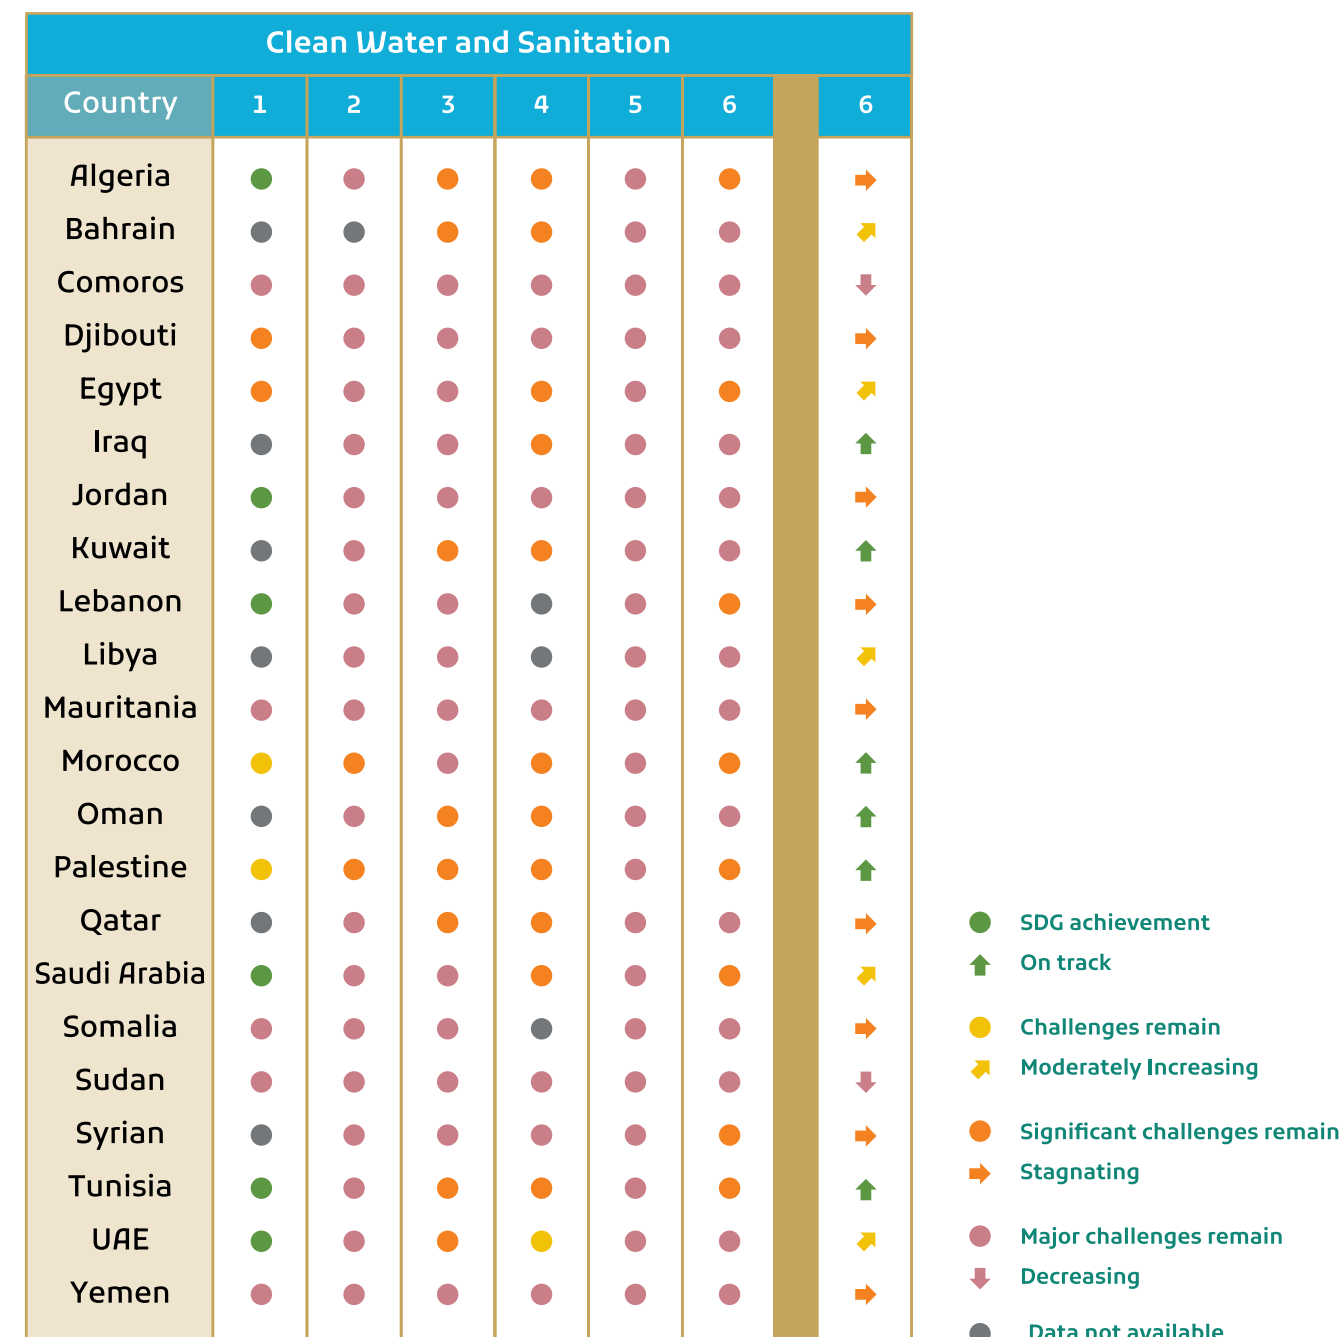 Clean Water and Sanitation
Country 1 2 3 4 5 6 6
Algeria
Bahrain
Comoros
Djibouti
Egypt
Iraq
Jordan
Kuwait
Lebanon
Libya
Mauritania
Morocco
Oman
Palestine
Qatar
Saudi Arabia
Somalia
Sudan
Syrian
Tunisia
UAE
Yemen
SDG achievement
On track
Challenges remain
Moderately Increasing
Significant challenges remain
Stagnating
Major challenges remain
Decreasing
Data not available